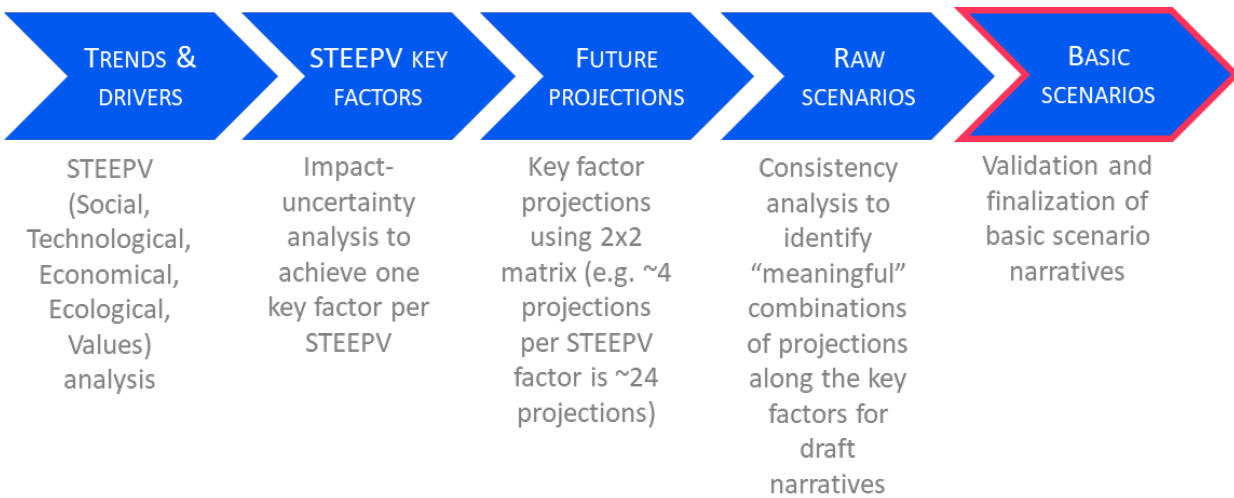 TRENDS &
DRIVERS
STEEPV KEY
FACTORS
FUTURE
PROJECTIONS
RAW
SCENARIOS
BASIC
SCENARIOS
STEEPV
(Social,
Technological,
Economical,
Ecological,
Values)
analysis
Impact-
uncertainty
analysis to
achieve one
key factor per
STEEPV
Key factor
projections
using 2x2
matrix (e.g. ~4
projections
per STEEPV
factor is ~24
projections)
Consistency
analysis to
identify
“meaningful”
combinations
of projections
along the key
factors for
draft
narratives
Validation and
finalization of
basic scenario
narratives